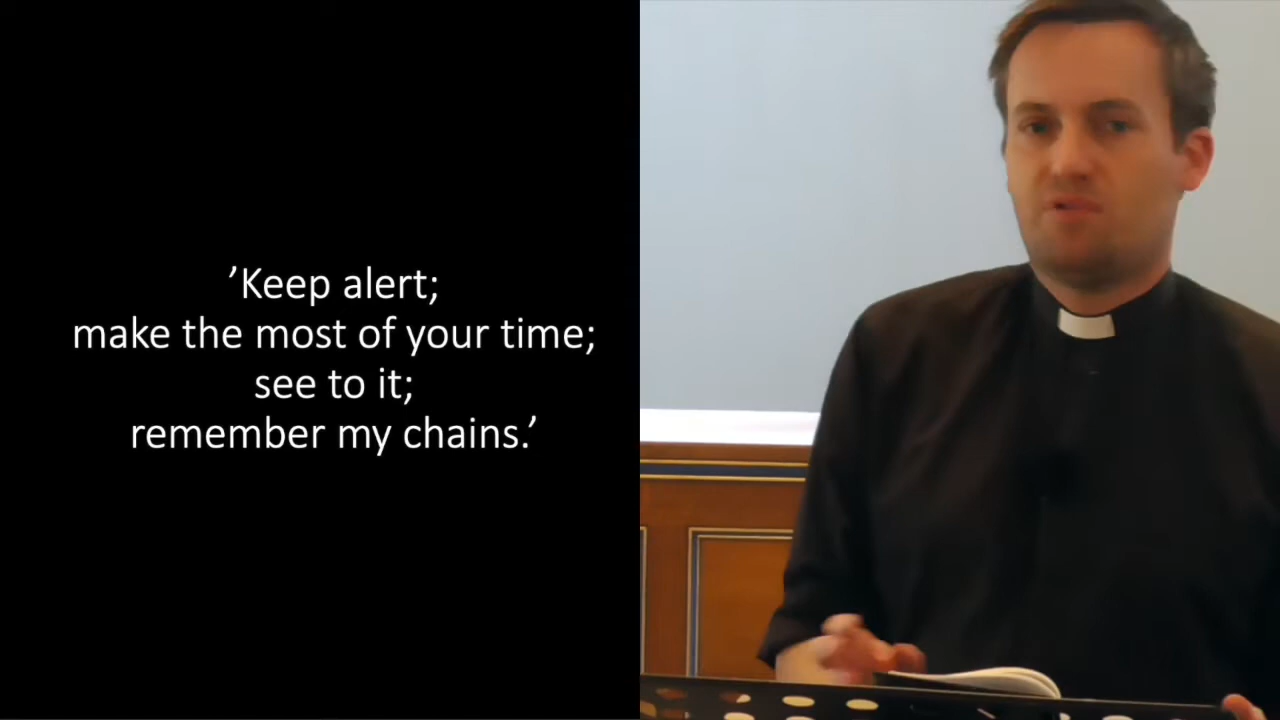 ’Keep alert;
make the most of your time;
see to it;
remember my chains.’